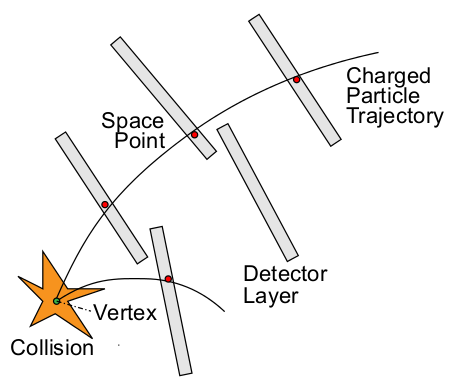 Charged
Particle
Trajectory
Space
Point
Detector
Layer
Vertex
Collision